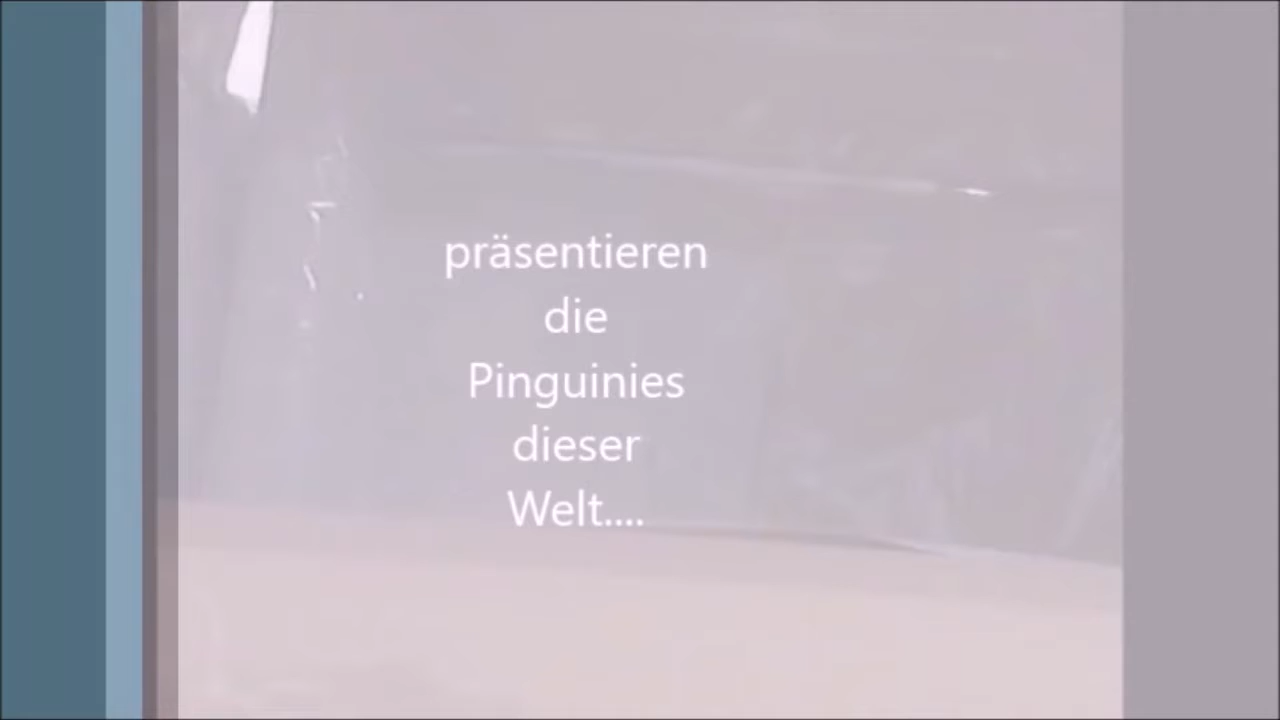 präsentieren
die
Pinguinies
dieser
Welt....